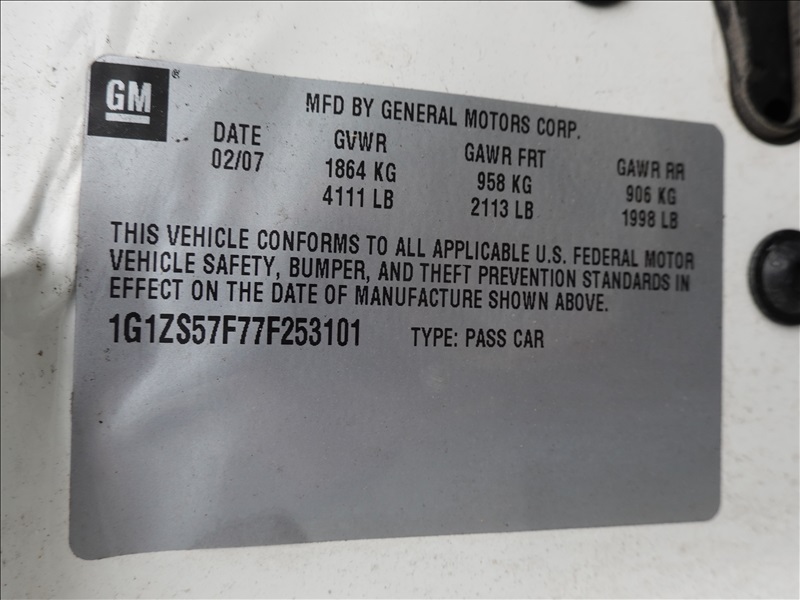 GM®
MFD BY GENERAL MOTORS CORP.
DATE GVWR GAWR FRT GAWR RR
02/07 1864 KG 958 KG 906 KG
4111 LB 2113 LB 1998 LB
THIS VEHICLE CONFORMS TO ALL APPLICABLE U.S. FEDERAL MOTOR
VEHICLE SAFETY, BUMPER, AND THEFT PREVENTION STANDARDS IN
EFFECT ON THE DATE OF MANUFACTURE SHOWN ABOVE.
1G1ZS57F77F253101 TYPE: PASS CAR